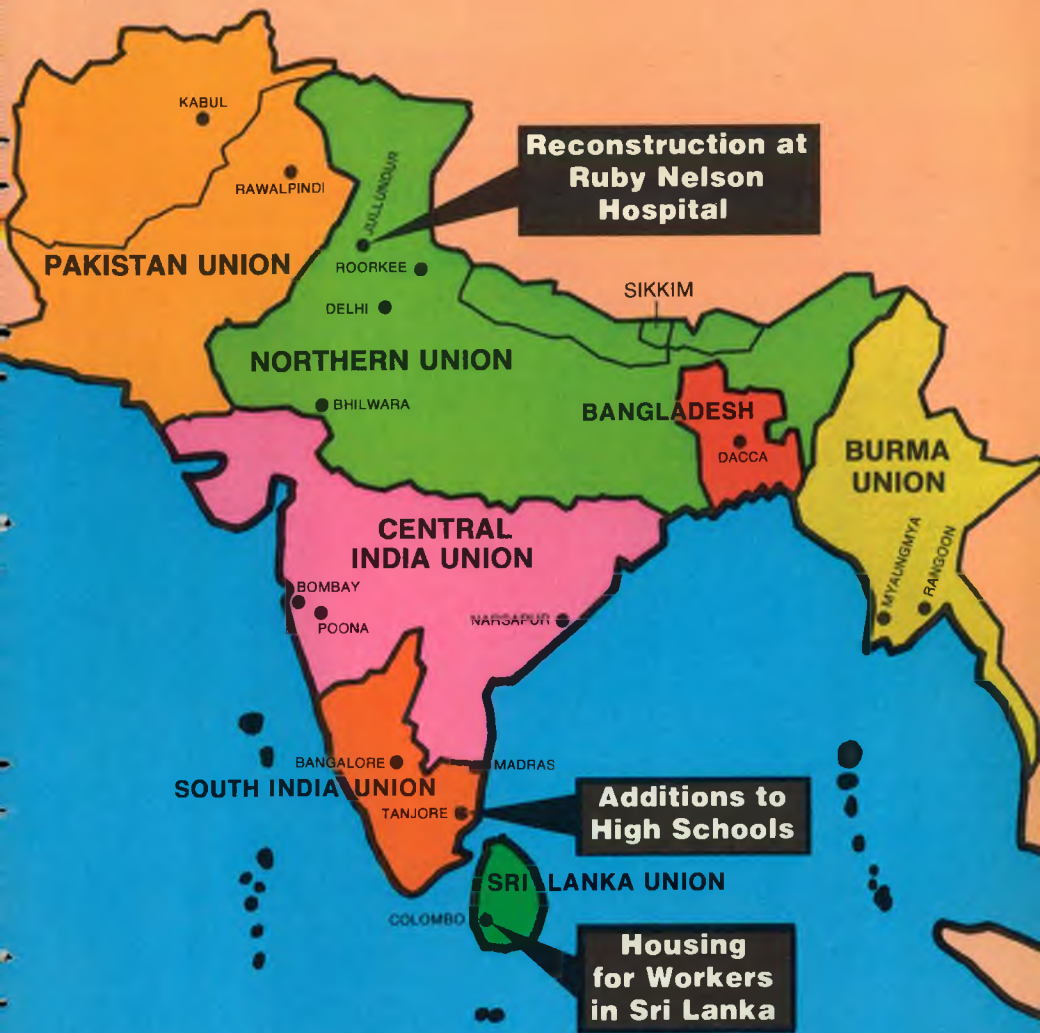 KABUL
RAWALPINDI
Reconstruction at
Ruby Nelson
Hospital
JULLUNDUR
PAKISTAN UNION
ROORKEE
SIKKIM
DELHI
NORTHERN UNION
BHILWARA
BANGLADESH
DACCA
BURMA
UNION
CENTRAL
INDIA UNION
MYAUNGMYA
RANGOON
BOMBAY
POONA
NARSAPUR
BANGALORE
MADRAS
SOUTH INDIA UNION
TANJORE
Additions to
High Schools
SRI LANKA UNION
COLOMBO
Housing
for Workers
in Sri Lanka